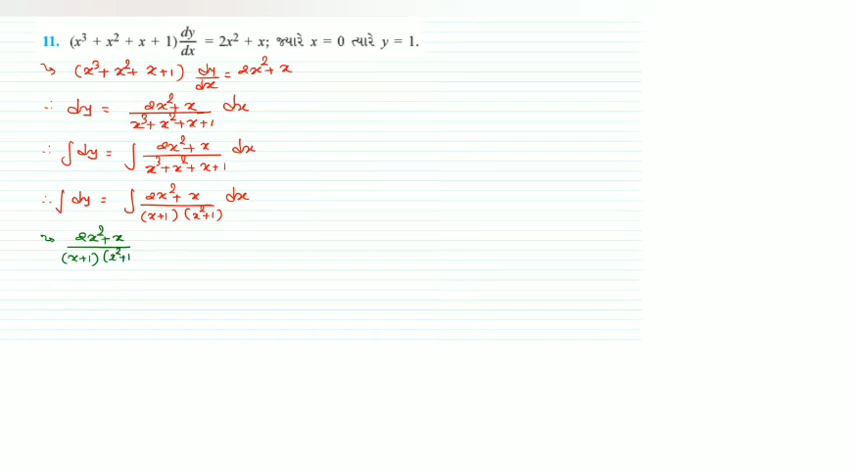 11. (x³ + x² + x + 1) dy/dx = 2x² + x; જ્યારે x = 0 ત્યારે y = 1.
(x³ + x² + x + 1) dy/dx = 2x² + x
∴ dy = (2x² + x)/(x³ + x² + x + 1) dx
∴ ∫ dy = ∫ (2x² + x)/(x³ + x² + x + 1) dx
∴ ∫ dy = ∫ (2x² + x)/((x+1)(x²+1)) dx
(2x² + x)/((x+1)(x²+1